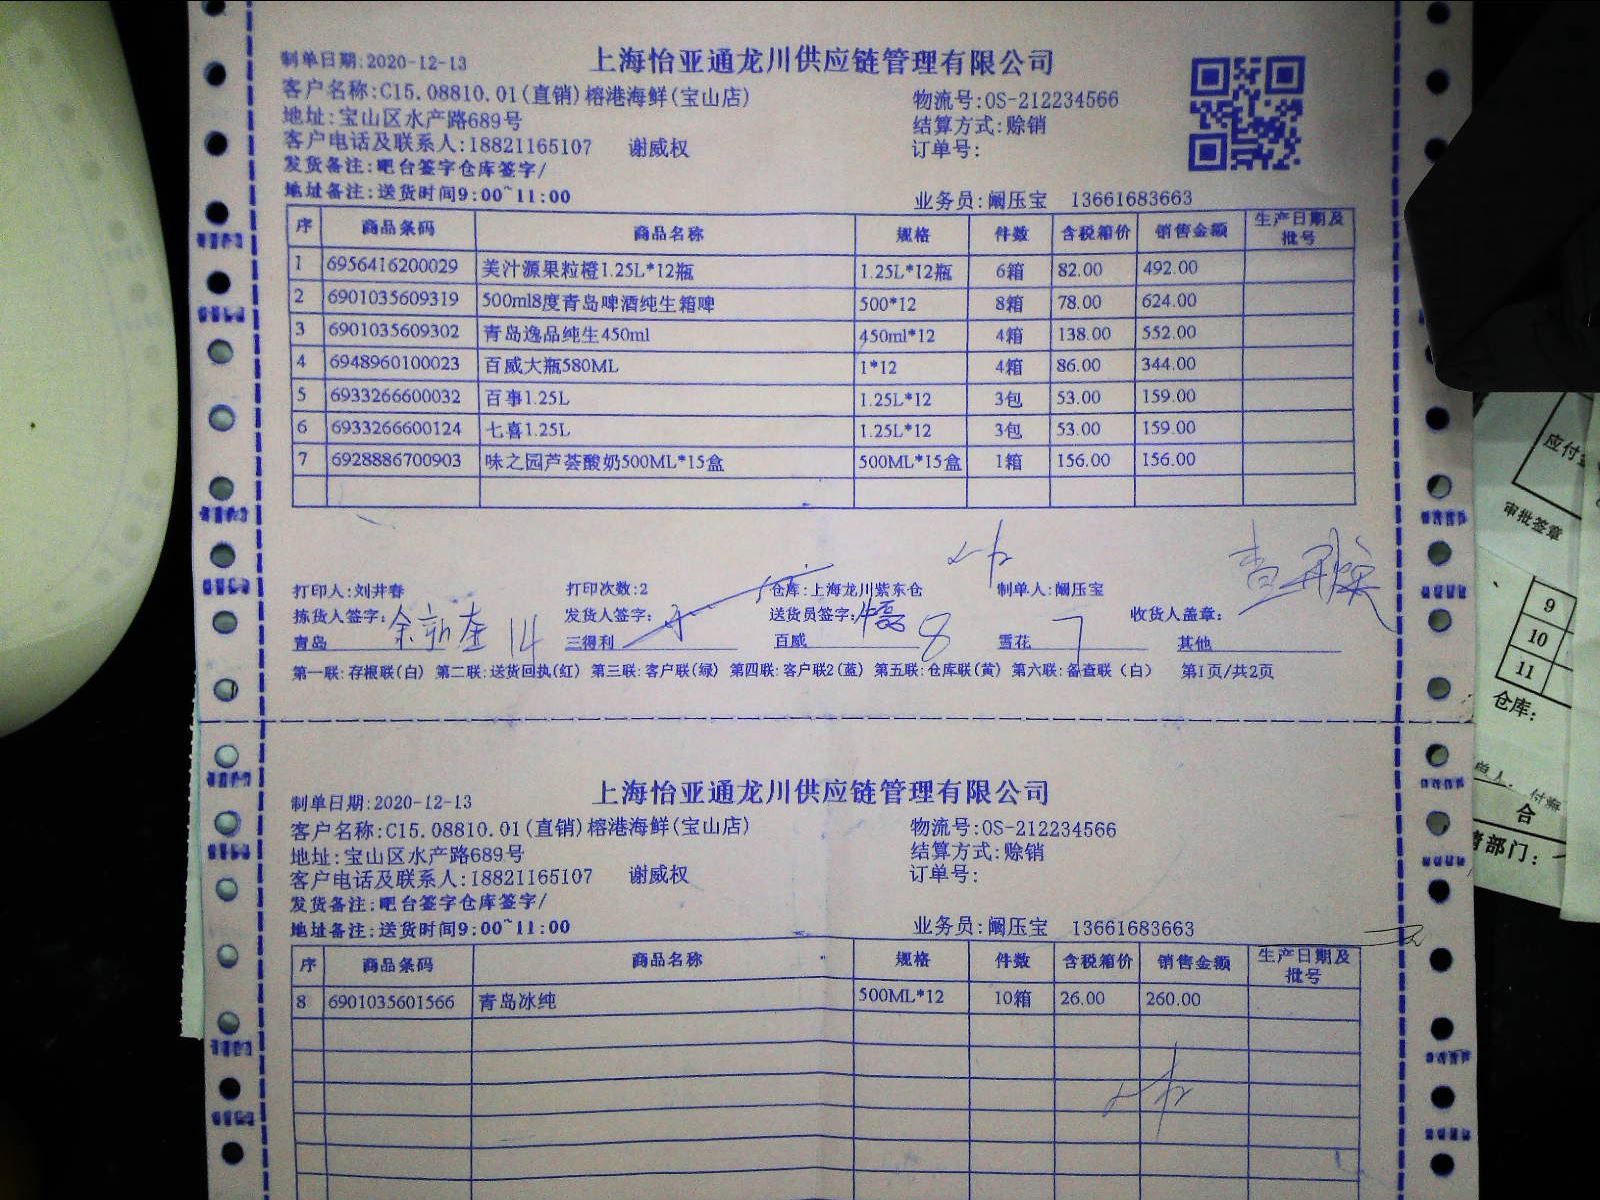 上海怡亚通龙川供应链管理有限公司
制单日期:2020-12-13
客户名称:C15.08810.01(直销)榕港海鲜(宝山店) 物流号:OS-212234566
地址:宝山区水产路689号 结算方式:赊销
客户电话及联系人:18821165107 谢威权 订单号:
发货备注:吧台签字仓库签字/
地址备注:送货时间9:00~11:00 业务员:阚压宝 13661683663
序 商品条码 商品名称 规格 件数 含税箱价 销售金额 生产日期及批号
1 6956416200029 美汁源果粒橙1.25L*12瓶 1.25L*12瓶 6箱 82.00 492.00
2 6901035609319 500ml8度青岛啤酒纯生箱啤 500*12 8箱 78.00 624.00
3 6901035609302 青岛逸品纯生450ml 450ml*12 4箱 138.00 552.00
4 6948960100023 百威大瓶580ML 1*12 4箱 86.00 344.00
5 6933266600032 百事1.25L 1.25L*12 3包 53.00 159.00
6 6933266600124 七喜1.25L 1.25L*12 3包 53.00 159.00
7 6928886700903 味之园芦荟酸奶500ML*15盒 500ML*15盒 1箱 156.00 156.00
打印人:刘井春 打印次数:2 仓库:上海龙川紫东仓 制单人:阚压宝
拣货人签字: 发货人签字: 送货员签字: 收货人盖章:
青岛 14 三得利 百威 8 雪花 7 其他
第一联:存根联(白) 第二联:送货回执(红) 第三联:客户联(绿) 第四联:客户联2(蓝) 第五联:仓库联(黄) 第六联:备查联(白) 第1页/共2页
上海怡亚通龙川供应链管理有限公司
制单日期:2020-12-13
客户名称:C15.08810.01(直销)榕港海鲜(宝山店) 物流号:OS-212234566
地址:宝山区水产路689号 结算方式:赊销
客户电话及联系人:18821165107 谢威权 订单号:
发货备注:吧台签字仓库签字/
地址备注:送货时间9:00~11:00 业务员:阚压宝 13661683663
序 商品条码 商品名称 规格 件数 含税箱价 销售金额 生产日期及批号
8 6901035601566 青岛冰纯 500ML*12 10箱 26.00 260.00
应付
审批签章
9
10
11
仓库:
合
部门: